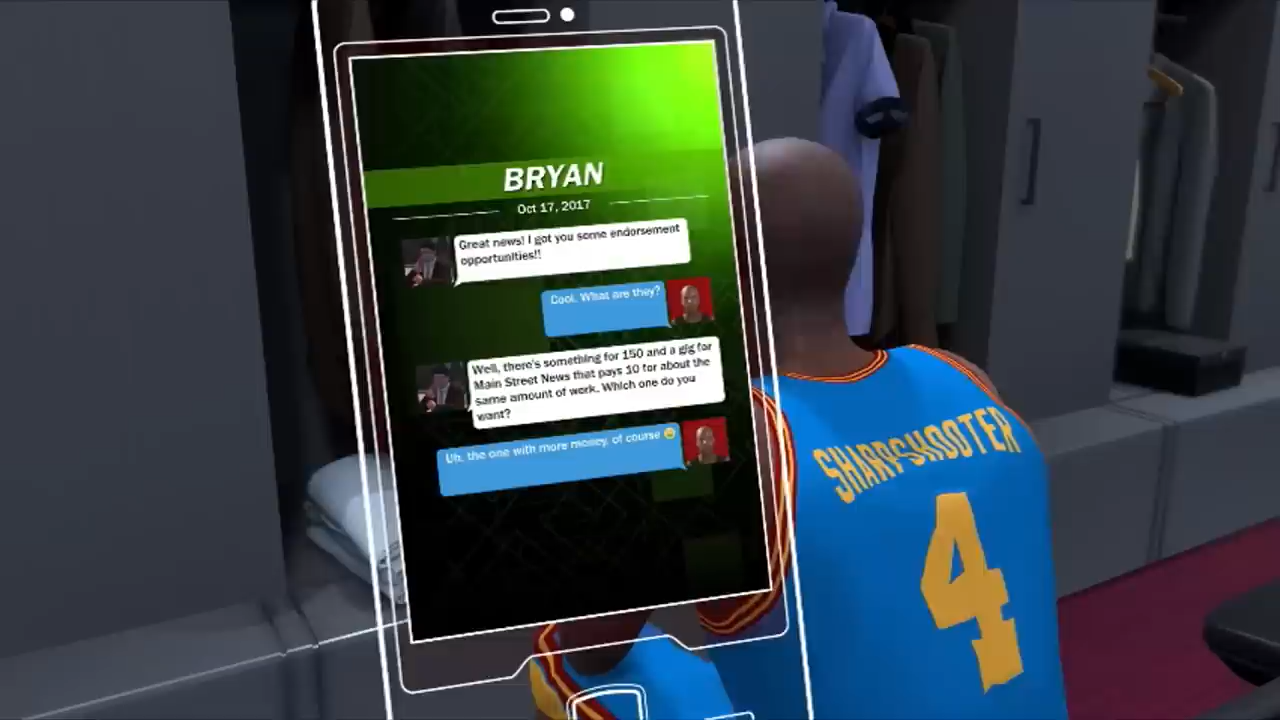 BRYAN
Oct 17, 2017
Great news! I got you some endorsement
opportunities!!
Cool. What are they?
Well, there's something for 150 and a gig for
Main Street News that pays 10 for about the
same amount of work. Which one do you
want?
Uh, the one with more money, of course 😀
SHARPSHOOTER
4